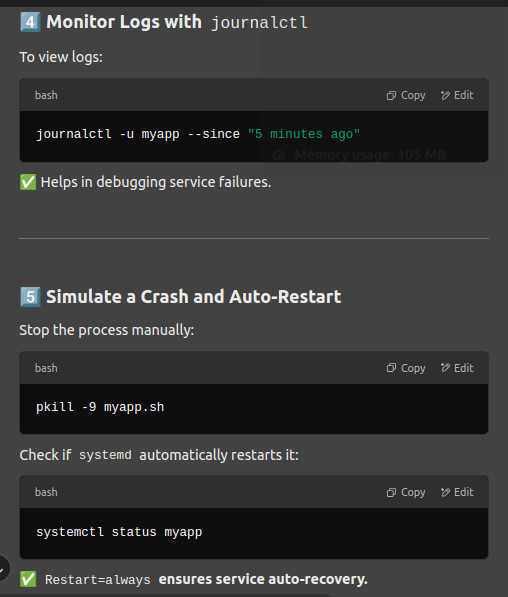 4 Monitor Logs with journalctl
To view logs:
bash Copy Edit
journalctl -u myapp --since "5 minutes ago"
Memory usage: 105 MB
✅ Helps in debugging service failures.
5 Simulate a Crash and Auto-Restart
Stop the process manually:
bash Copy Edit
pkill -9 myapp.sh
Check if systemd automatically restarts it:
bash Copy Edit
systemctl status myapp
✅ Restart=always ensures service auto-recovery.